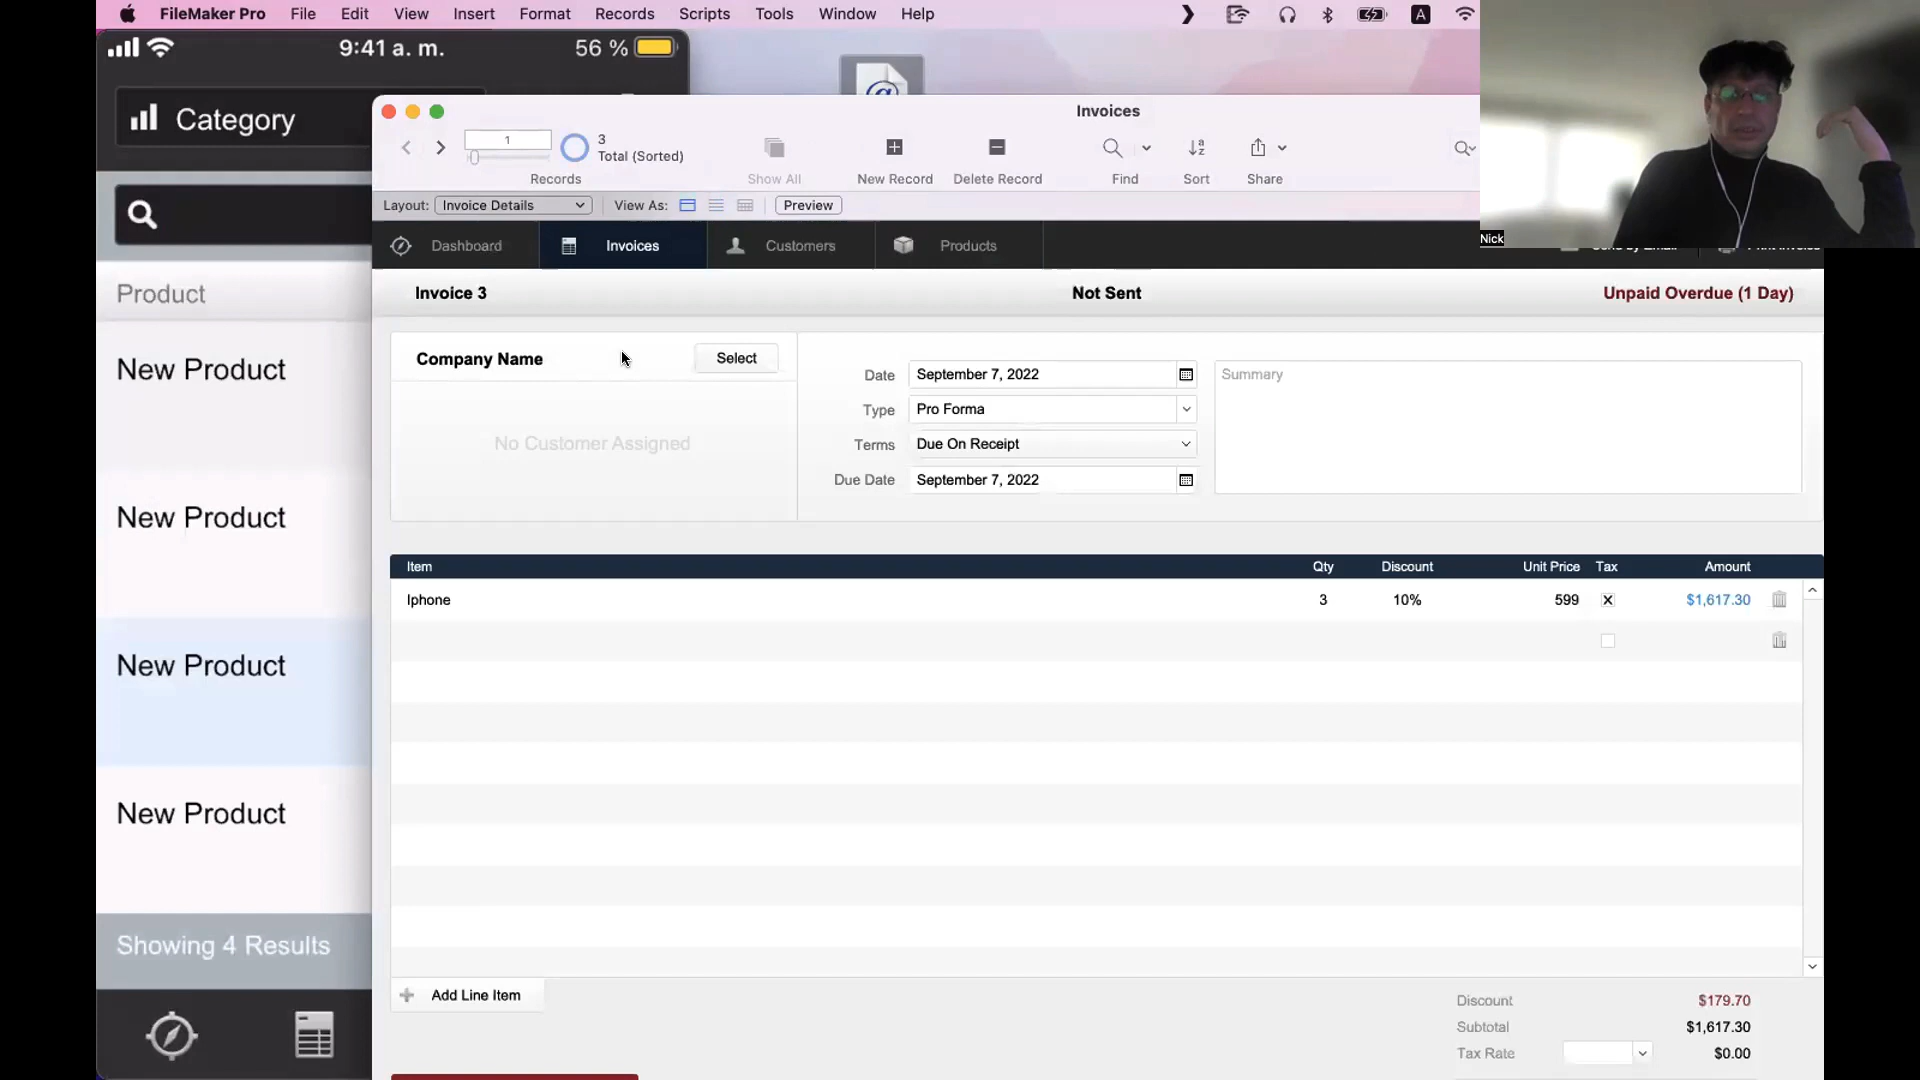 FileMaker Pro File Edit View Insert Format Records Scripts Tools Window Help A
9:41 a. m. 56 %
Category
Product
New Product
New Product
New Product
New Product
Showing 4 Results
Invoices
1
3
Total (Sorted)
Records
Show All
New Record
Delete Record
Find
Sort
Share
Layout: Invoice Details View As: Preview
Nick
Dashboard Invoices Customers Products
Invoice 3 Not Sent Unpaid Overdue (1 Day)
Company Name Select
No Customer Assigned
Date September 7, 2022
Type Pro Forma
Terms Due On Receipt
Due Date September 7, 2022
Summary
Item Qty Discount Unit Price Tax Amount
Iphone 3 10% 599 X $1,617.30
Add Line Item
Discount $179.70
Subtotal $1,617.30
Tax Rate $0.00